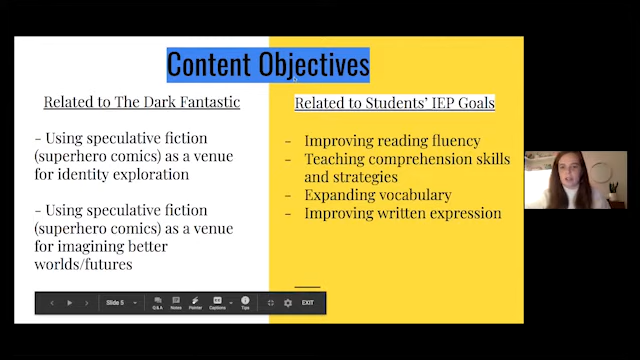 Content Objectives
Related to The Dark Fantastic
- Using speculative fiction
(superhero comics) as a venue
for identity exploration
- Using speculative fiction
(superhero comics) as a venue
for imagining better
worlds/futures
Related to Students' IEP Goals
- Improving reading fluency
- Teaching comprehension skills
and strategies
- Expanding vocabulary
- Improving written expression
Slide 5
Q&A
Notes
Pointer
Captions
Tips
EXIT